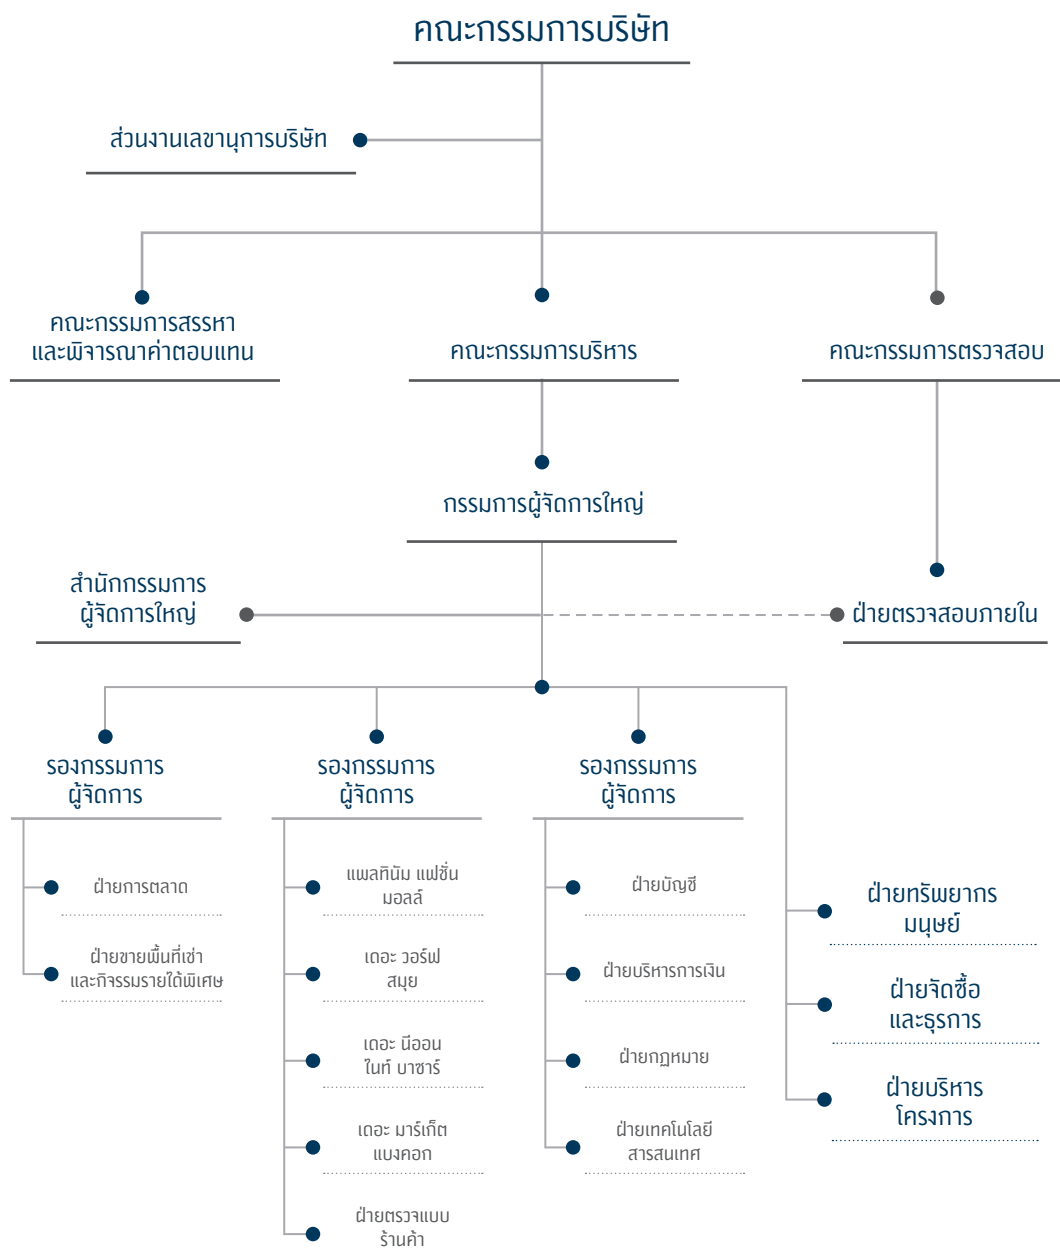 คณะกรรมการบริษัท
ส่วนงานเลขานุการบริษัท
คณะกรรมการสรรหา
และพิจารณาค่าตอบแทน
คณะกรรมการบริหาร
คณะกรรมการตรวจสอบ
กรรมการผู้จัดการใหญ่
สำนักกรรมการ
ผู้จัดการใหญ่
ฝ่ายตรวจสอบภายใน
รองกรรมการ
ผู้จัดการ
ฝ่ายการตลาด
ฝ่ายขายพื้นที่เช่า
และกิจรรมรายได้พิเศษ
รองกรรมการ
ผู้จัดการ
แพลทินัม แฟชั่น
มอลล์
เดอะ วอร์ฟ
สมุย
เดอะ นีออน
ไนท์ บาซาร์
เดอะ มาร์เก็ต
แบงคอก
ฝ่ายตรวจแบบ
ร้านค้า
รองกรรมการ
ผู้จัดการ
ฝ่ายบัญชี
ฝ่ายบริหารการเงิน
ฝ่ายกฎหมาย
ฝ่ายเทคโนโลยี
สารสนเทศ
ฝ่ายทรัพยากร
มนุษย์
ฝ่ายจัดซื้อ
และธุรการ
ฝ่ายบริหาร
โครงการ